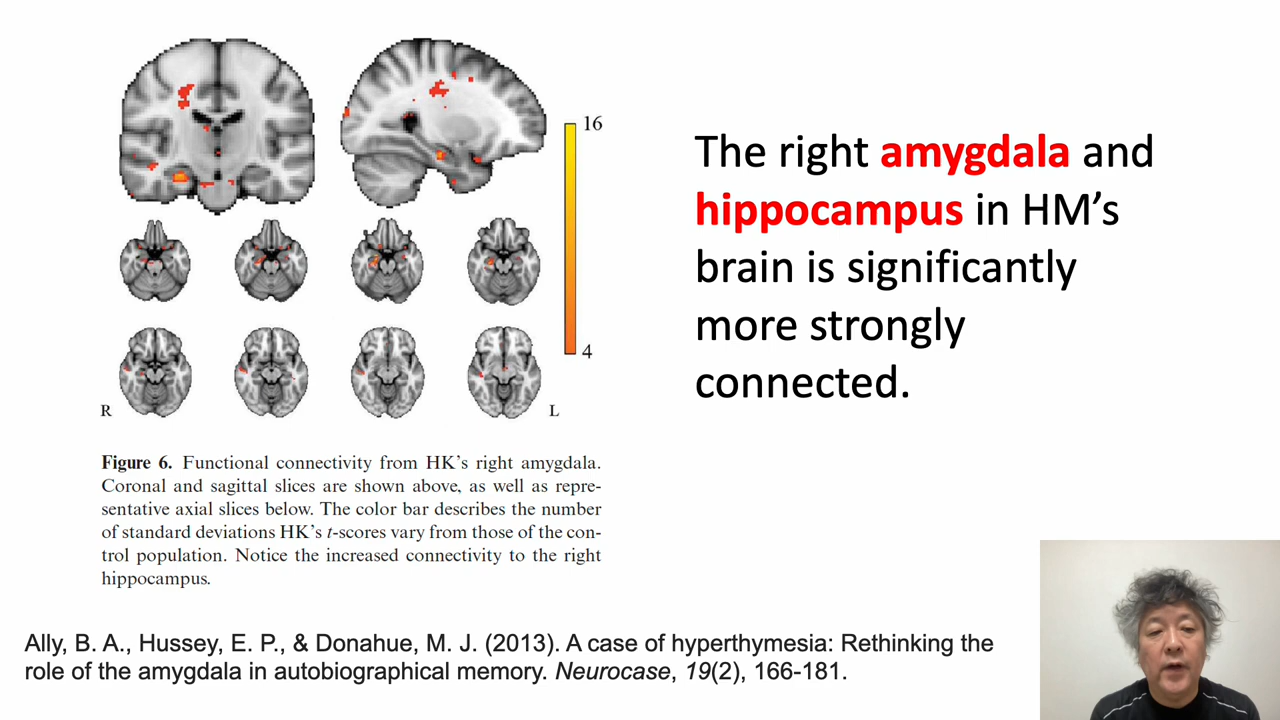 16
4
R
L
The right amygdala and
hippocampus in HM’s
brain is significantly
more strongly
connected.
Figure 6. Functional connectivity from HK’s right amygdala.
Coronal and sagittal slices are shown above, as well as repre-
sentative axial slices below. The color bar describes the number
of standard deviations HK’s t-scores vary from those of the con-
trol population. Notice the increased connectivity to the right
hippocampus.
Ally, B. A., Hussey, E. P., & Donahue, M. J. (2013). A case of hyperthymesia: Rethinking the
role of the amygdala in autobiographical memory. Neurocase, 19(2), 166-181.